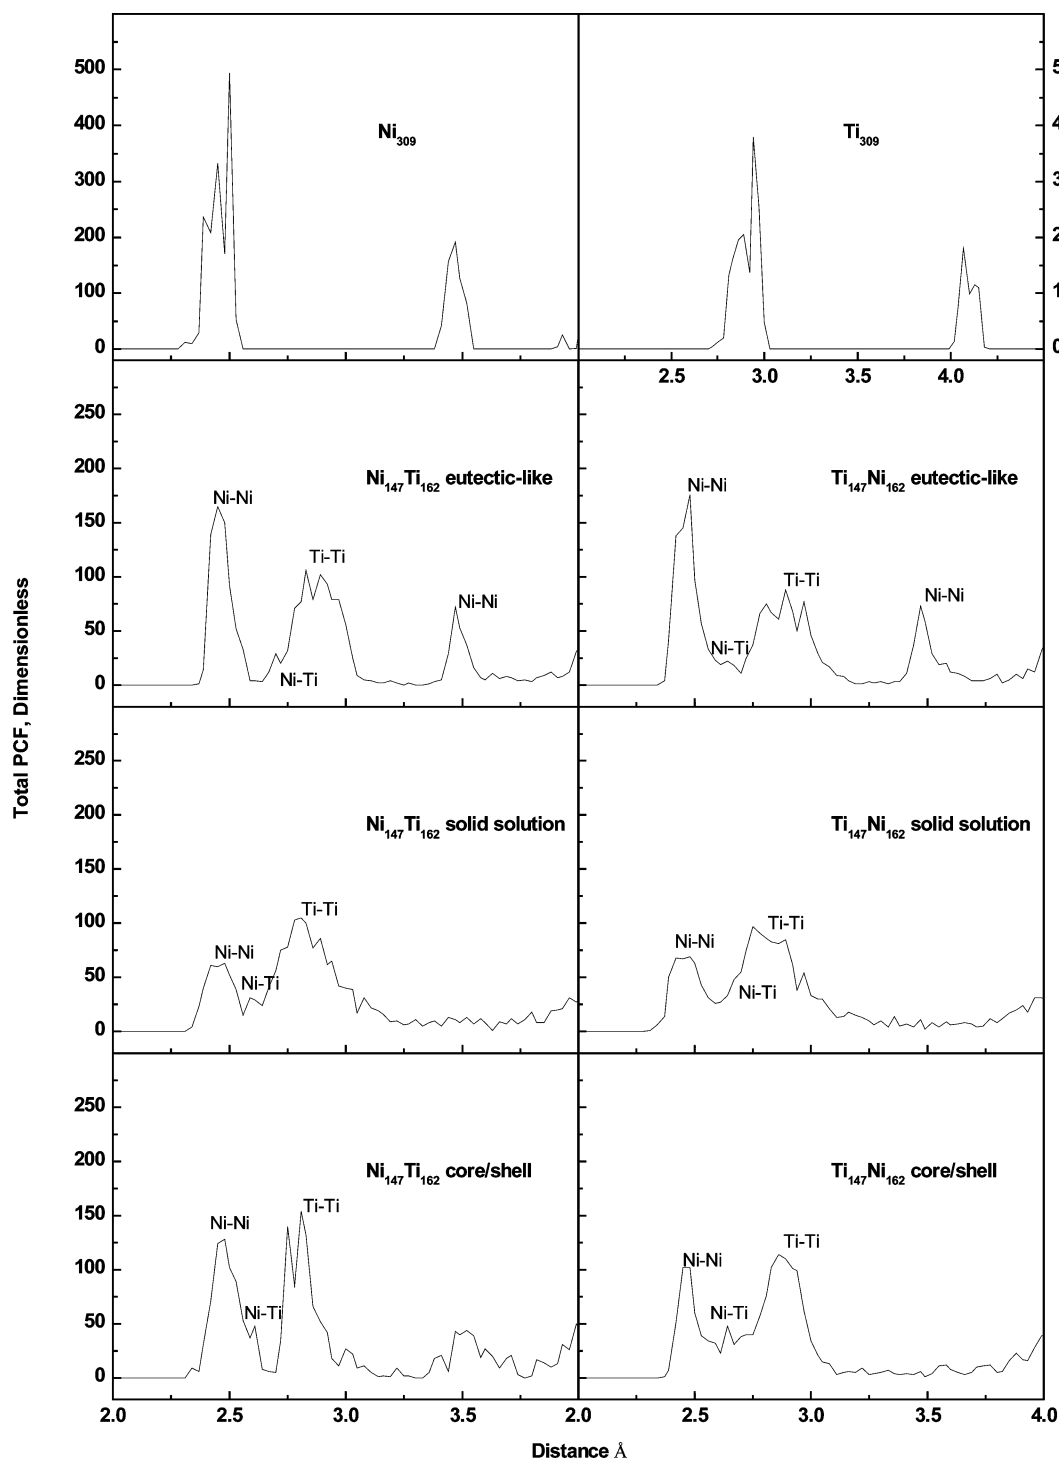 Total PCF, Dimensionless
500
400
300
200
100
0
Ni309
Ti309
5
4
3
2
1
0
2.5 3.0 3.5 4.0
250
200
150
100
50
0
Ni147Ti162 eutectic-like
Ni-Ni
Ti-Ti
Ni-Ni
Ni-Ti
Ti147Ni162 eutectic-like
Ni-Ni
Ti-Ti
Ni-Ni
Ni-Ti
250
200
150
100
50
0
Ni147Ti162 solid solution
Ti-Ti
Ni-Ni
Ni-Ti
Ti147Ni162 solid solution
Ni-Ni
Ti-Ti
Ni-Ti
250
200
150
100
50
0
Ni147Ti162 core/shell
Ti-Ti
Ni-Ni
Ni-Ti
Ti147Ni162 core/shell
Ti-Ti
Ni-Ni
Ni-Ti
2.0 2.5 3.0 3.5 2.0 2.5 3.0 3.5 4.0
Distance Å